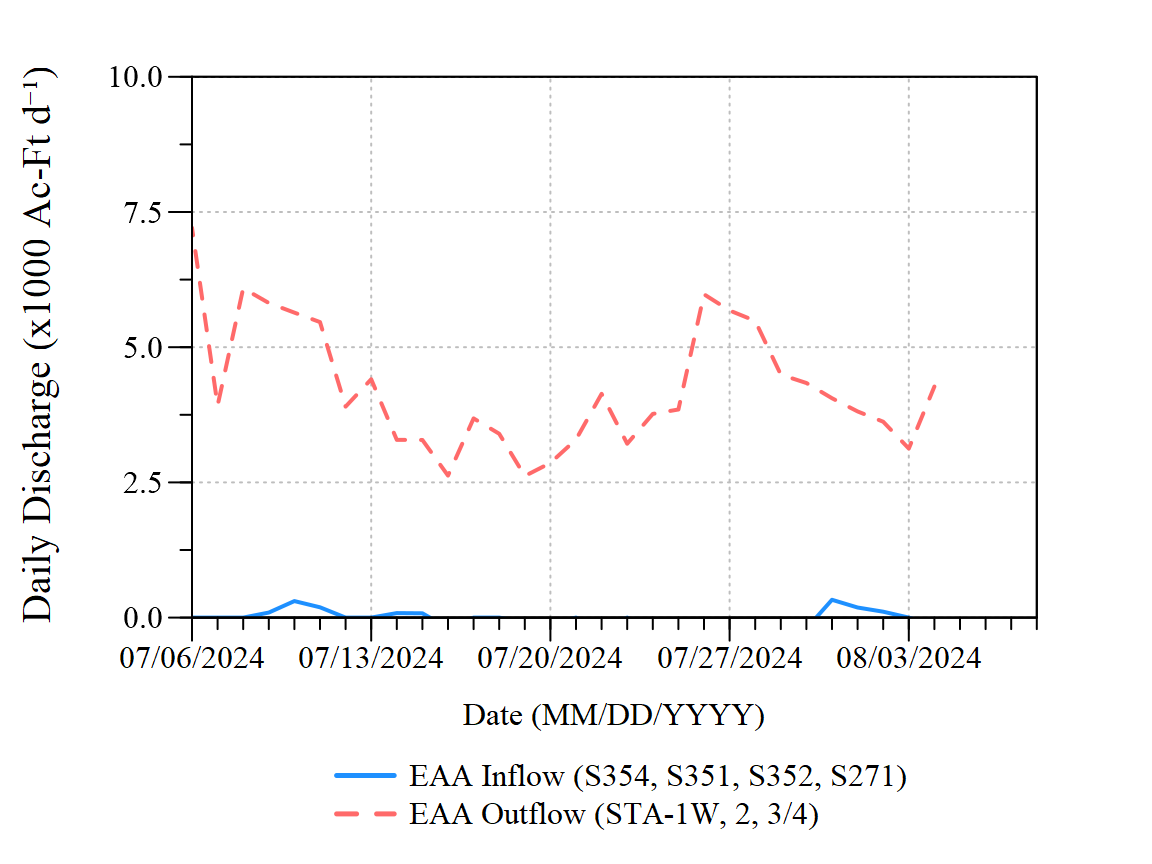 Daily Discharge (x1000 Ac-Ft d⁻¹)
10.0
7.5
5.0
2.5
0.0
07/06/2024 07/13/2024 07/20/2024 07/27/2024 08/03/2024
Date (MM/DD/YYYY)
EAA Inflow (S354, S351, S352, S271)
EAA Outflow (STA-1W, 2, 3/4)